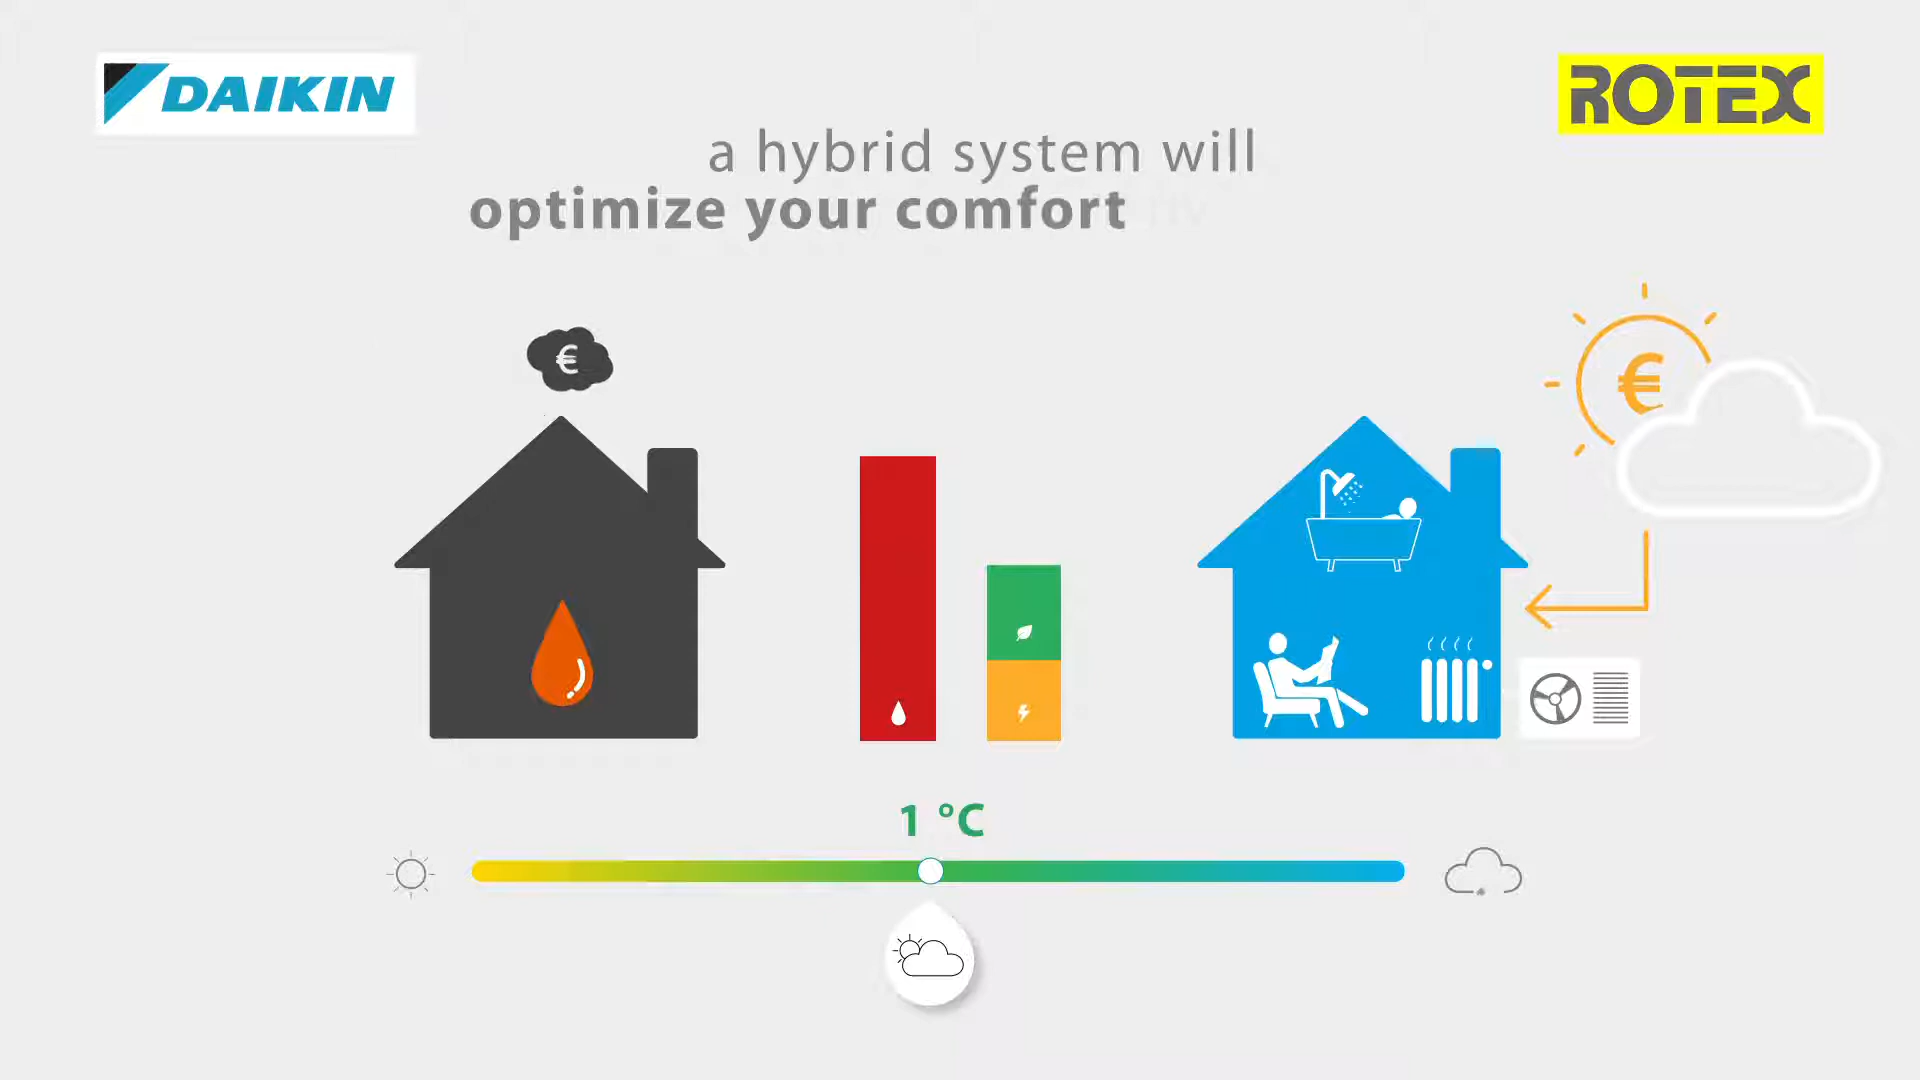 DAIKIN
ROTEX
a hybrid system will
optimize your comfort
€
€
1 °C